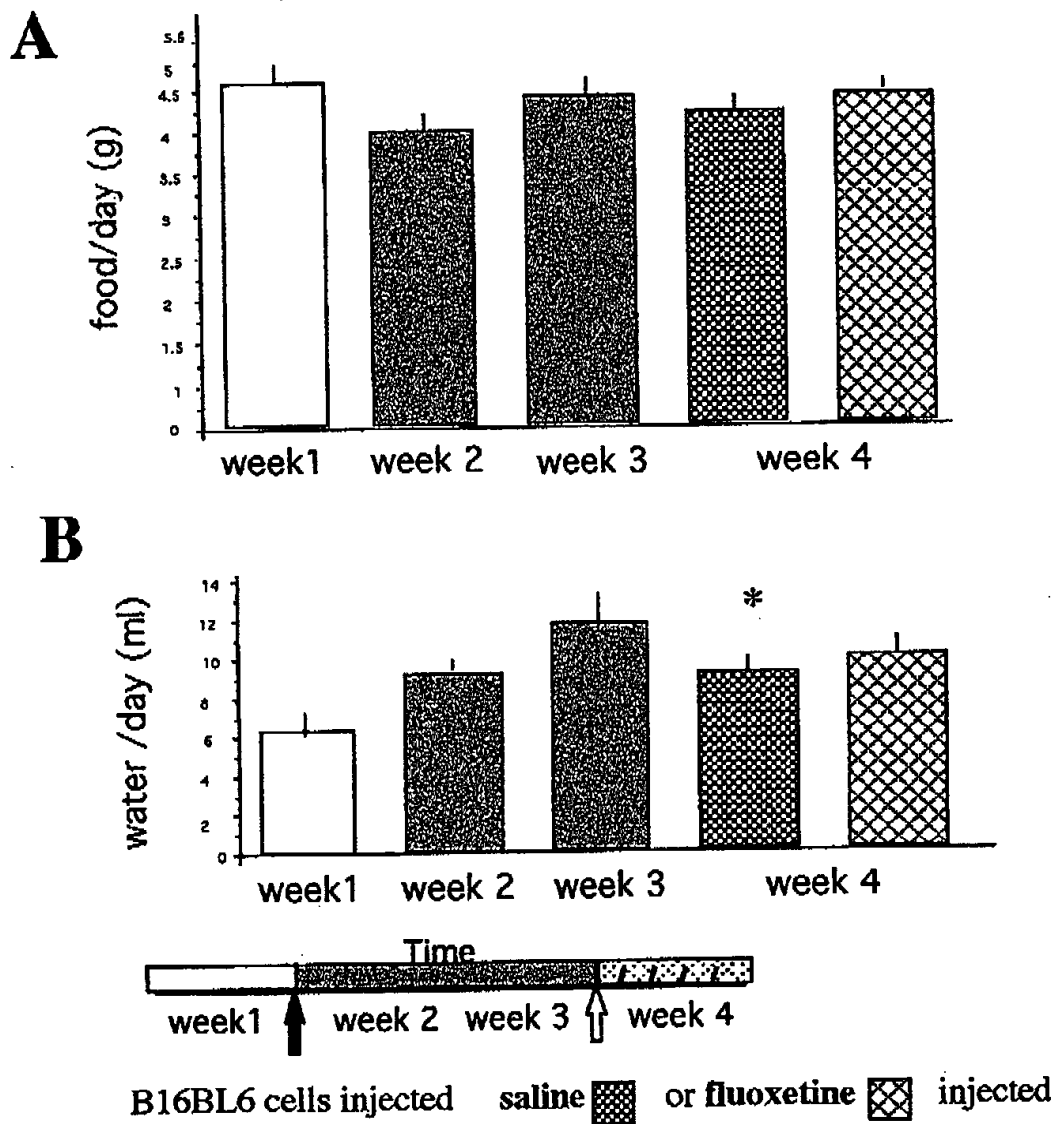 A
food/day (g)
5.6
5
4.5
4
3.5
3
2.5
2
1.5
1
0
week1 week 2 week 3 week 4
B
water /day (ml)
14
12
10
8
6
4
2
0
week1 week 2 week 3 week 4
Time
week1 week 2 week 3 week 4
B16BL6 cells injected saline or fluoxetine injected
*